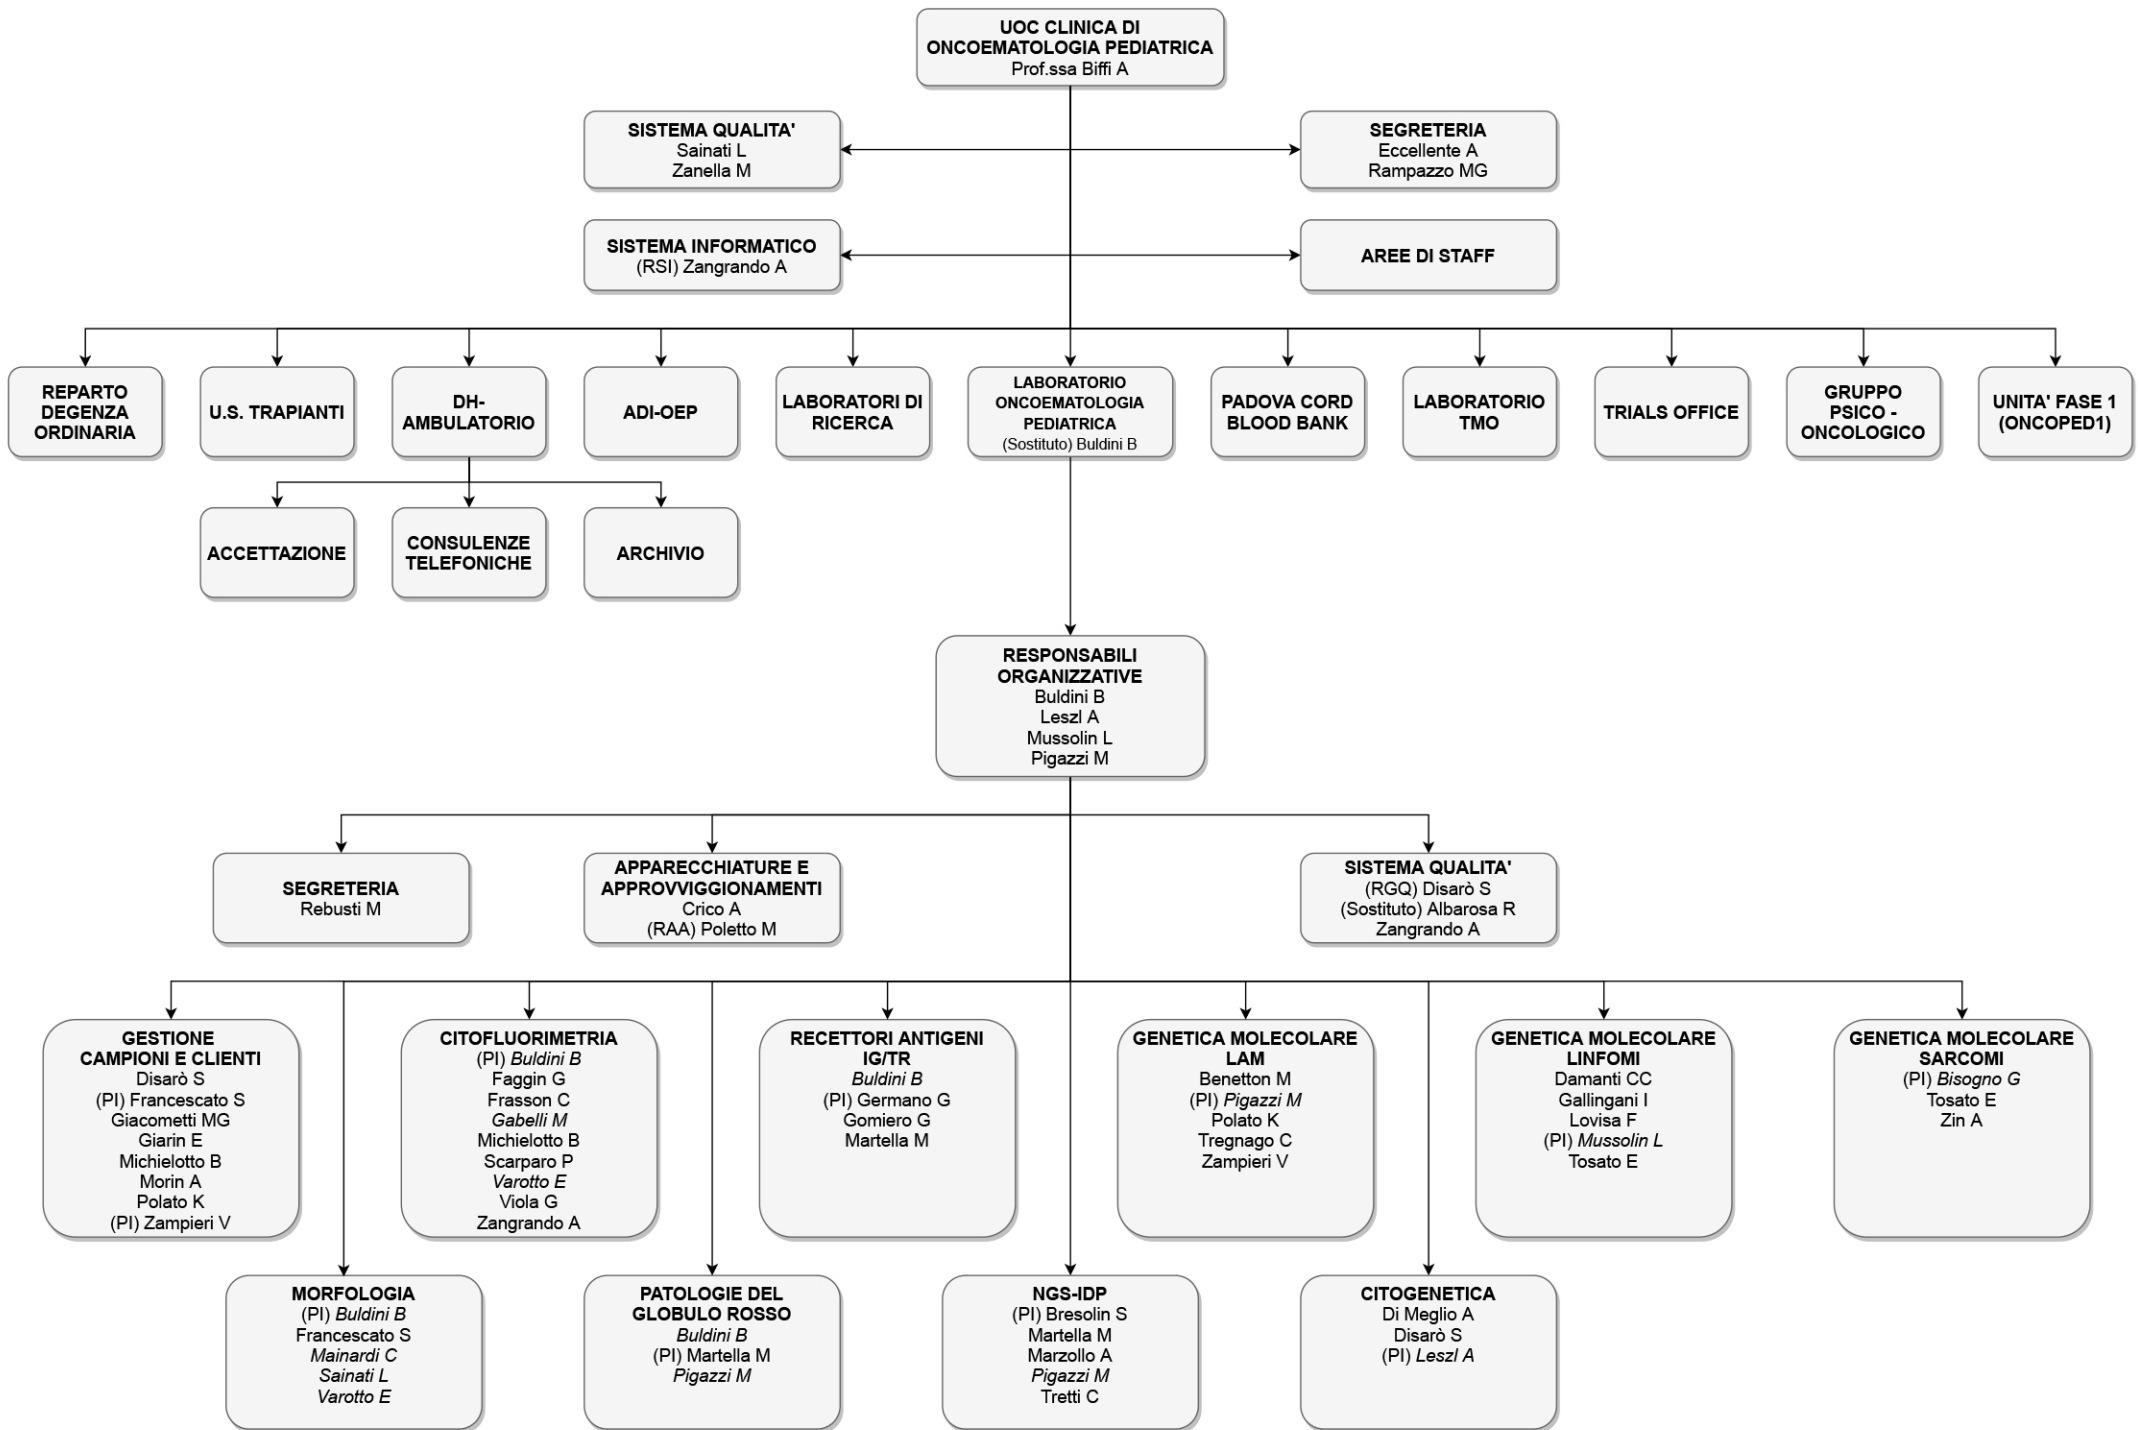 UOC CLINICA DI
ONCOEMATOLOGIA PEDIATRICA
Prof.ssa Biffi A
SISTEMA QUALITA'
Sainati L
Zanella M
SEGRETERIA
Eccellente A
Rampazzo MG
SISTEMA INFORMATICO
(RSI) Zangrando A
AREE DI STAFF
REPARTO
DEGENZA
ORDINARIA
U.S. TRAPIANTI
DH-
AMBULATORIO
ADI-OEP
LABORATORI DI
RICERCA
LABORATORIO
ONCOEMATOLOGIA
PEDIATRICA
(Sostituto) Buldini B
PADOVA CORD
BLOOD BANK
LABORATORIO
TMO
TRIALS OFFICE
GRUPPO
PSICO -
ONCOLOGICO
UNITA' FASE 1
(ONCOPED1)
ACCETTAZIONE
CONSULENZE
TELEFONICHE
ARCHIVIO
RESPONSABILI
ORGANIZZATIVE
Buldini B
Leszl A
Mussolin L
Pigazzi M
SEGRETERIA
Rebusti M
APPARECCHIATURE E
APPROVVIGGIONAMENTI
Crico A
(RAA) Poletto M
SISTEMA QUALITA'
(RGQ) Disarò S
(Sostituto) Albarosa R
Zangrando A
GESTIONE
CAMPIONI E CLIENTI
Disarò S
(PI) Francescato S
Giacometti MG
Giarin E
Michielotto B
Morin A
Polato K
(PI) Zampieri V
CITOFLUORIMETRIA
(PI) Buldini B
Faggin G
Frasson C
Gabelli M
Michielotto B
Scarparo P
Varotto E
Viola G
Zangrando A
RECETTORI ANTIGENI
IG/TR
Buldini B
(PI) Germano G
Gomiero G
Martella M
GENETICA MOLECOLARE
LAM
Benetton M
(PI) Pigazzi M
Polato K
Tregnago C
Zampieri V
GENETICA MOLECOLARE
LINFOMI
Damanti CC
Gallingani I
Lovisa F
(PI) Mussolin L
Tosato E
GENETICA MOLECOLARE
SARCOMI
(PI) Bisogno G
Tosato E
Zin A
MORFOLOGIA
(PI) Buldini B
Francescato S
Mainardi C
Sainati L
Varotto E
PATOLOGIE DEL
GLOBULO ROSSO
Buldini B
(PI) Martella M
Pigazzi M
NGS-IDP
(PI) Bresolin S
Martella M
Marzollo A
Pigazzi M
Tretti C
CITOGENETICA
Di Meglio A
Disarò S
(PI) Leszl A